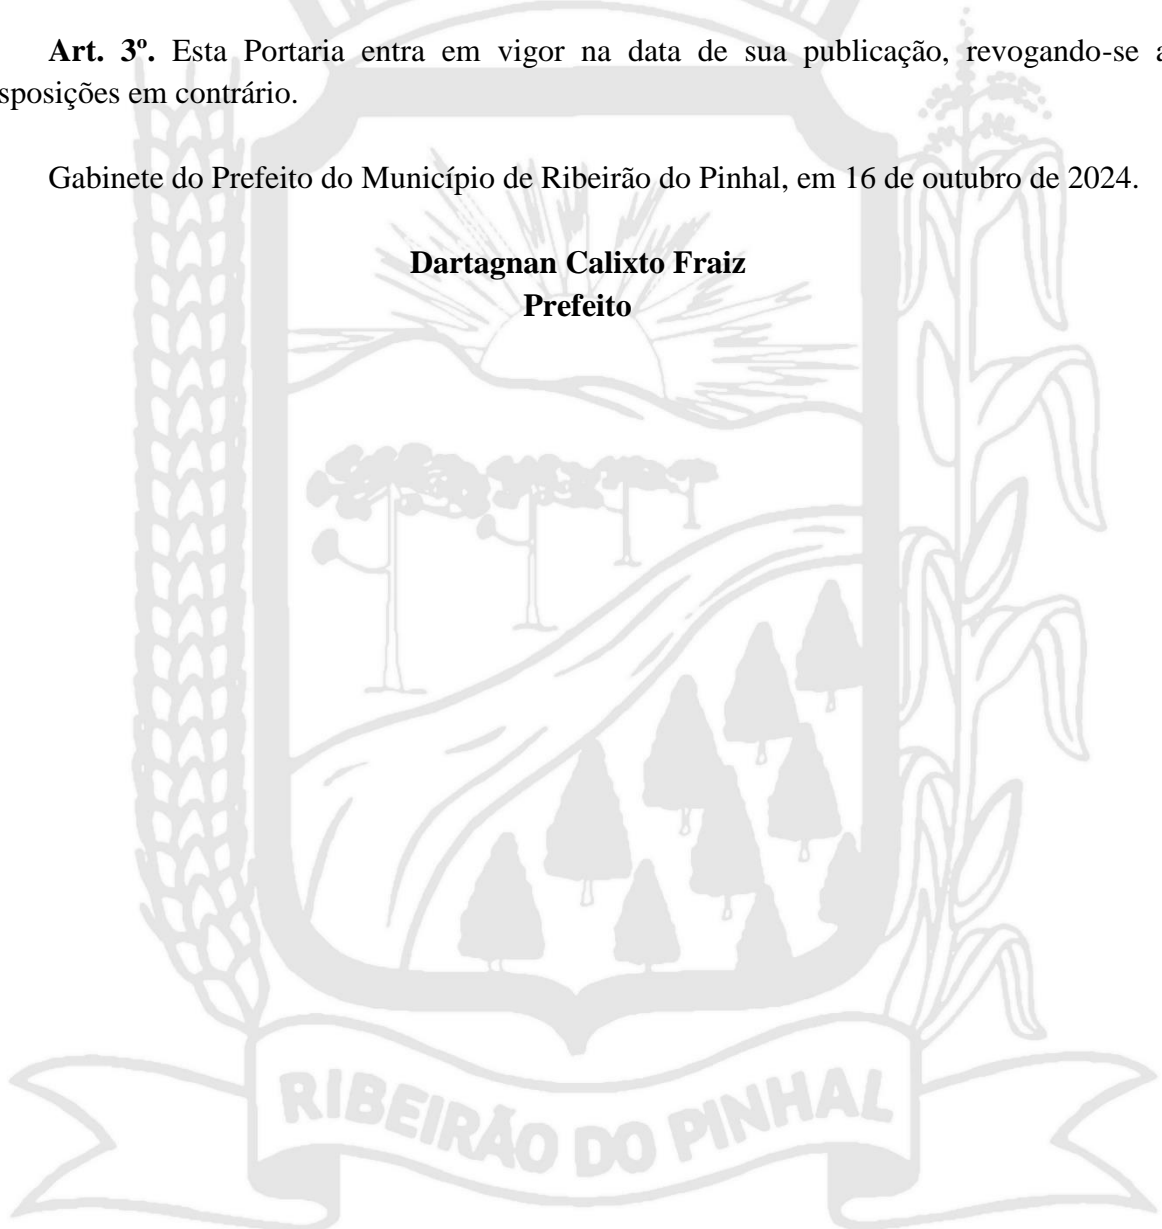 Art. 3º. Esta Portaria entra em vigor na data de sua publicação, revogando-se a
sposições em contrário.
Gabinete do Prefeito do Município de Ribeirão do Pinhal, em 16 de outubro de 2024.
Dartagnan Calixto Fraiz
Prefeito
RIBEIRÃO DO PINHAL